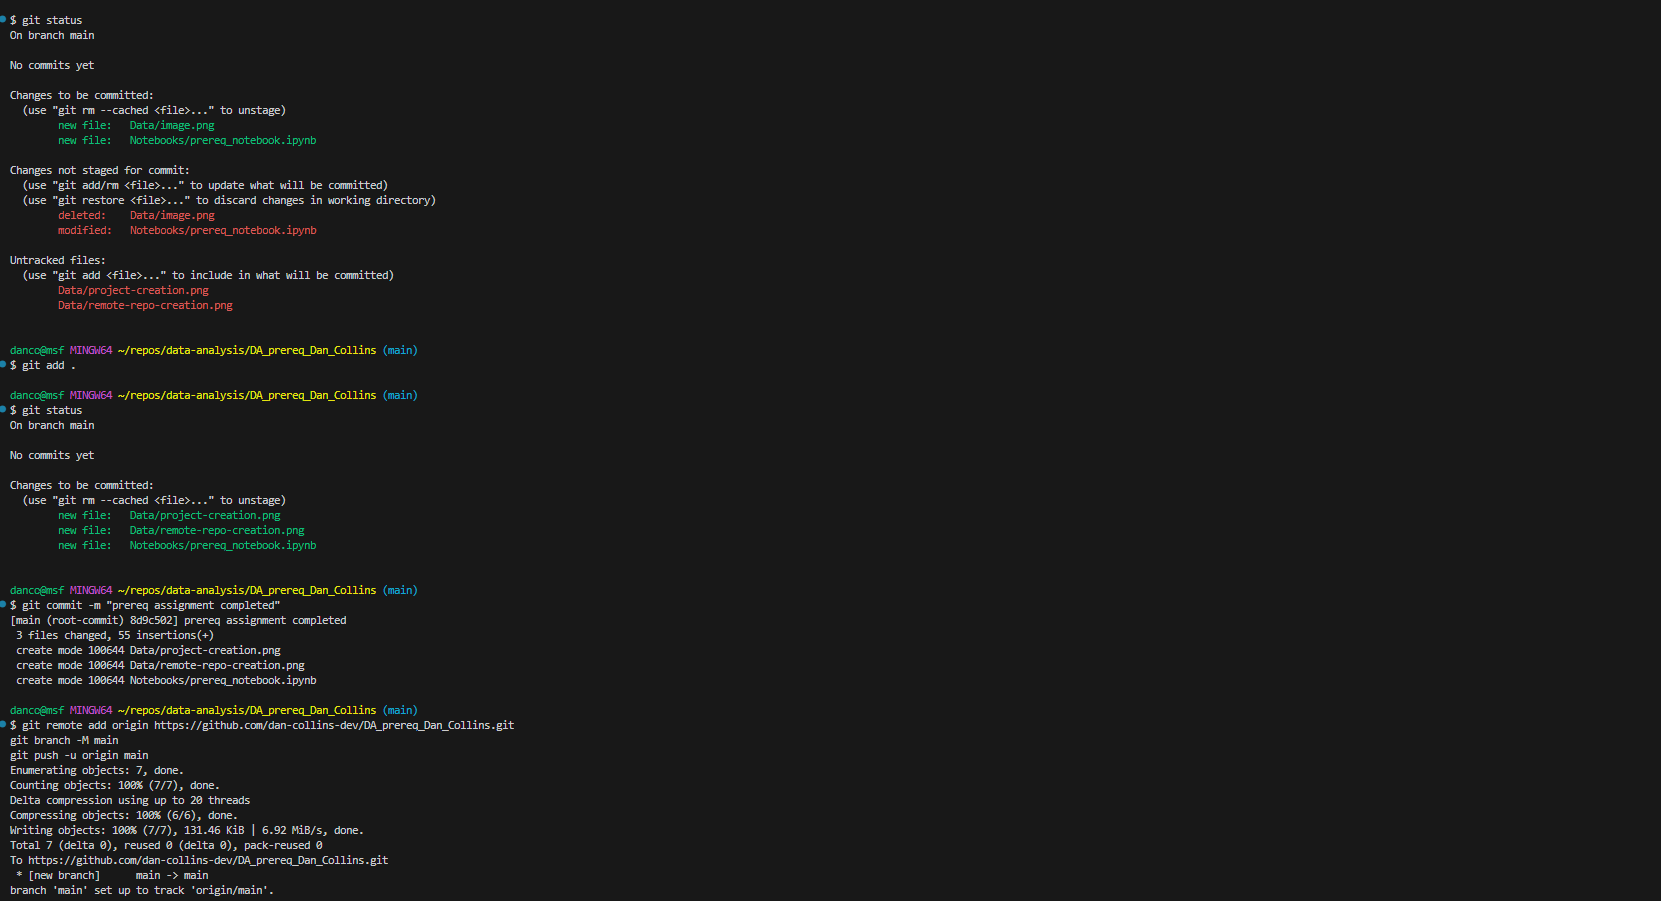 $ git status
On branch main
No commits yet
Changes to be committed:
(use "git rm --cached <file>..." to unstage)
new file: Data/image.png
new file: Notebooks/prereq_notebook.ipynb
Changes not staged for commit:
(use "git add/rm <file>..." to update what will be committed)
(use "git restore <file>..." to discard changes in working directory)
deleted: Data/image.png
modified: Notebooks/prereq_notebook.ipynb
Untracked files:
(use "git add <file>..." to include in what will be committed)
Data/project-creation.png
Data/remote-repo-creation.png
dancc@msf MINGW64 ~/repos/data-analysis/DA_prereq_Dan_Collins (main)
$ git add .
dancc@msf MINGW64 ~/repos/data-analysis/DA_prereq_Dan_Collins (main)
$ git status
On branch main
No commits yet
Changes to be committed:
(use "git rm --cached <file>..." to unstage)
new file: Data/project-creation.png
new file: Data/remote-repo-creation.png
new file: Notebooks/prereq_notebook.ipynb
dancc@msf MINGW64 ~/repos/data-analysis/DA_prereq_Dan_Collins (main)
$ git commit -m "prereq assignment completed"
[main (root-commit) 8d9c502] prereq assignment completed
3 files changed, 55 insertions(+)
create mode 100644 Data/project-creation.png
create mode 100644 Data/remote-repo-creation.png
create mode 100644 Notebooks/prereq_notebook.ipynb
dancc@msf MINGW64 ~/repos/data-analysis/DA_prereq_Dan_Collins (main)
$ git remote add origin https://github.com/dan-collins-dev/DA_prereq_Dan_Collins.git
git branch -M main
git push -u origin main
Enumerating objects: 7, done.
Counting objects: 100% (7/7), done.
Delta compression using up to 20 threads
Compressing objects: 100% (6/6), done.
Writing objects: 100% (7/7), 131.46 KiB | 6.92 MiB/s, done.
Total 7 (delta 0), reused 0 (delta 0), pack-reused 0
To https://github.com/dan-collins-dev/DA_prereq_Dan_Collins.git
* [new branch] main -> main
branch 'main' set up to track 'origin/main'.